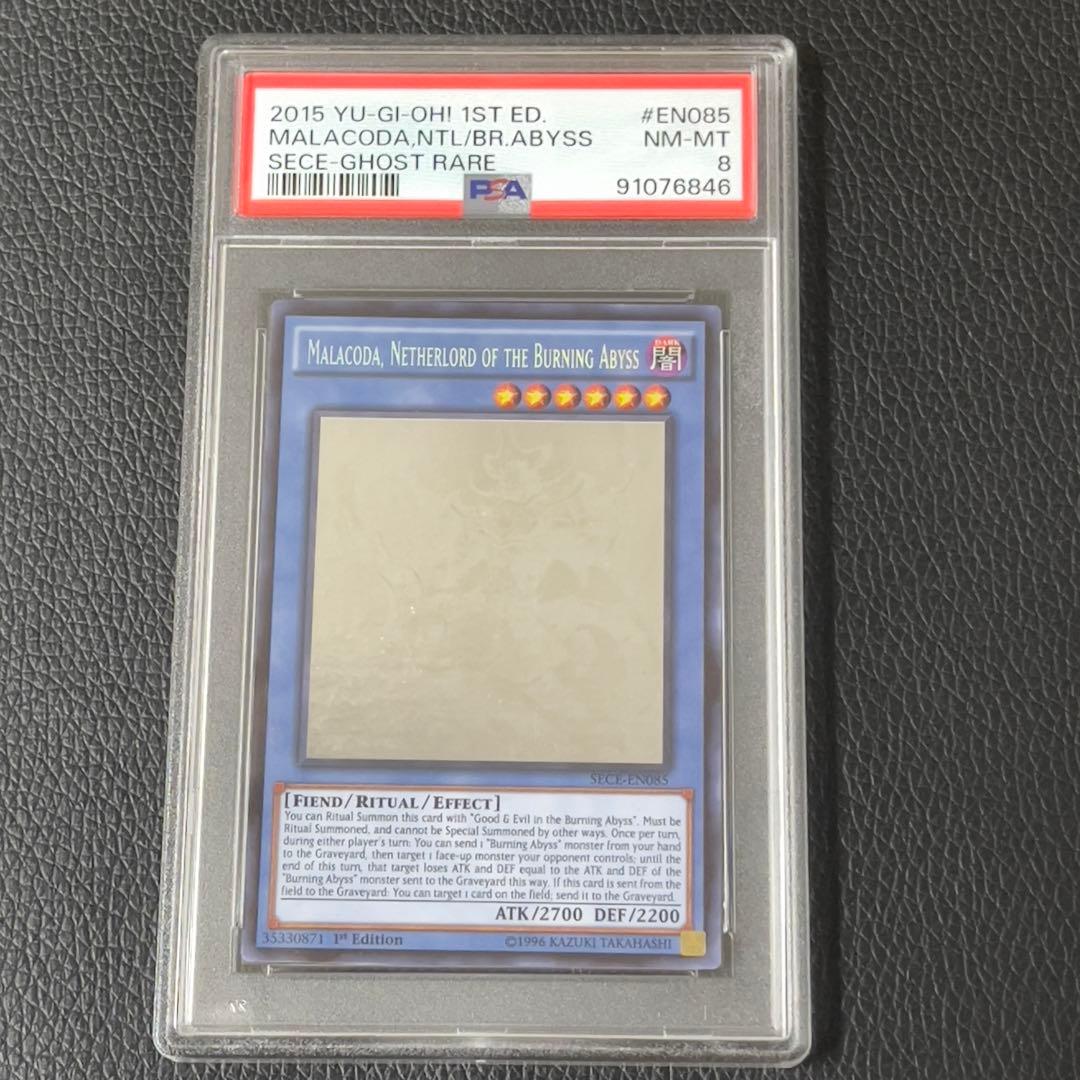 2015 YU-GI-OH! 1ST ED. #EN085
MALACODA,NTL/BR.ABYSS NM-MT
SECE-GHOST RARE 8
PSA 91076846
MALACODA, NETHERLORD OF THE BURNING ABYSS
DARK
闇
SECE-EN085
[FIEND/RITUAL/EFFECT]
You can Ritual Summon this card with "Good & Evil in the Burning Abyss". Must be
Ritual Summoned, and cannot be Special Summoned by other ways. Once per turn,
during either player's turn: You can send 1 "Burning Abyss" monster from your hand
to the Graveyard, then target 1 face-up monster your opponent controls; until the
end of this turn, that target loses ATK and DEF equal to the ATK and DEF of the
"Burning Abyss" monster sent to the Graveyard this way. If this card is sent from the
field to the Graveyard: You can target 1 card on the field; send it to the Graveyard.
ATK/2700 DEF/2200
35330871 1st Edition ©1996 KAZUKI TAKAHASHI